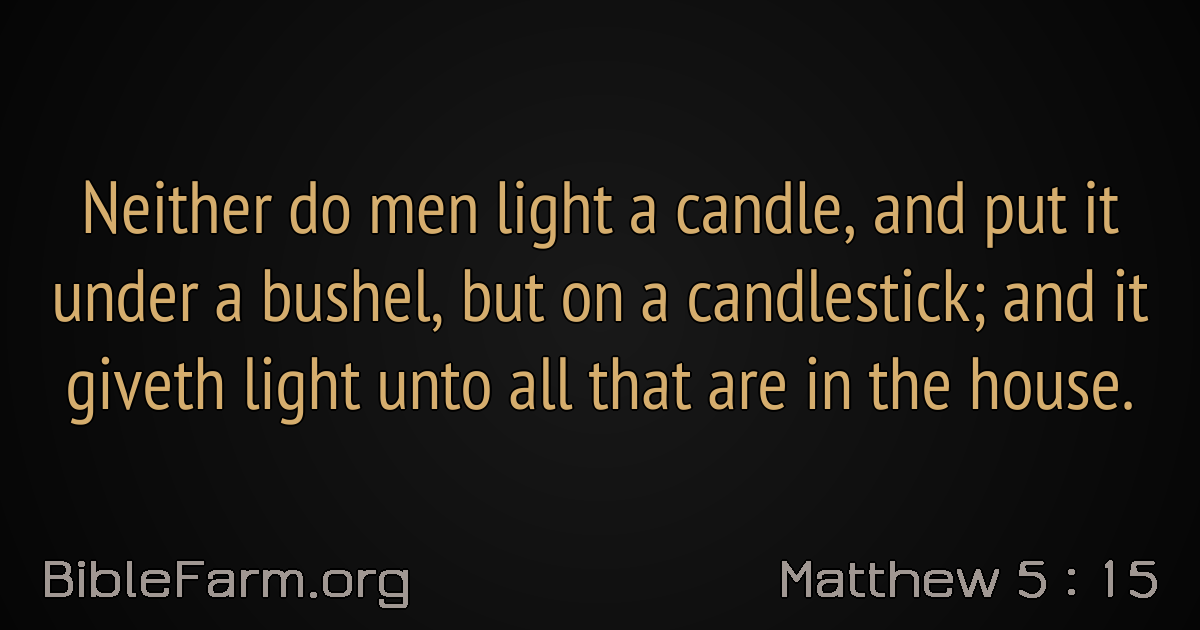 Neither do men light a candle, and put it
under a bushel, but on a candlestick; and it
giveth light unto all that are in the house.
BibleFarm.org
Matthew 5 : 15